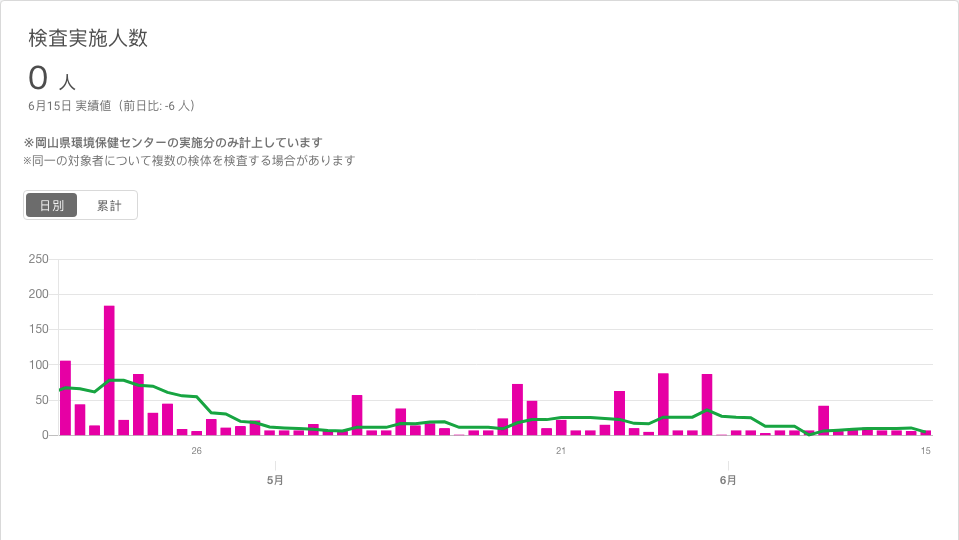 検査実施人数
0 人
6月15日 実績値（前日比: -6 人）
※岡山県環境保健センターの実施分のみ計上しています
※同一の対象者について複数の検体を検査する場合があります
日別 累計
250
200
150
100
50
0
26 21 15
5月 6月